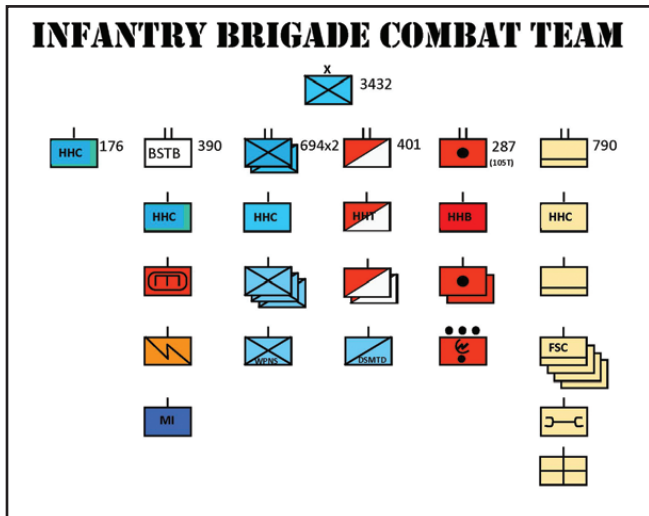 INFANTRY BRIGADE COMBAT TEAM
X
3432
HHC 176 BSTB 390 694x2 401 287 790
(105T)
HHC HHC HHT HHB HHC
WPNS DSMTD FSC
MI